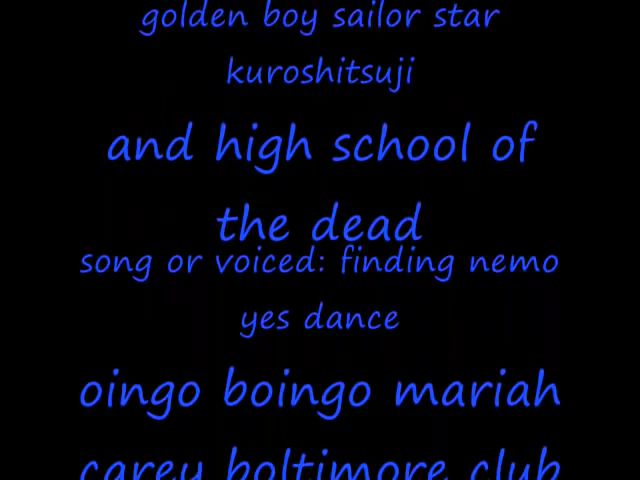 golden boy sailor star
kuroshitsuji
and high school of
the dead
song or voiced: finding nemo
yes dance
oingo boingo mariah
carey boltimore club